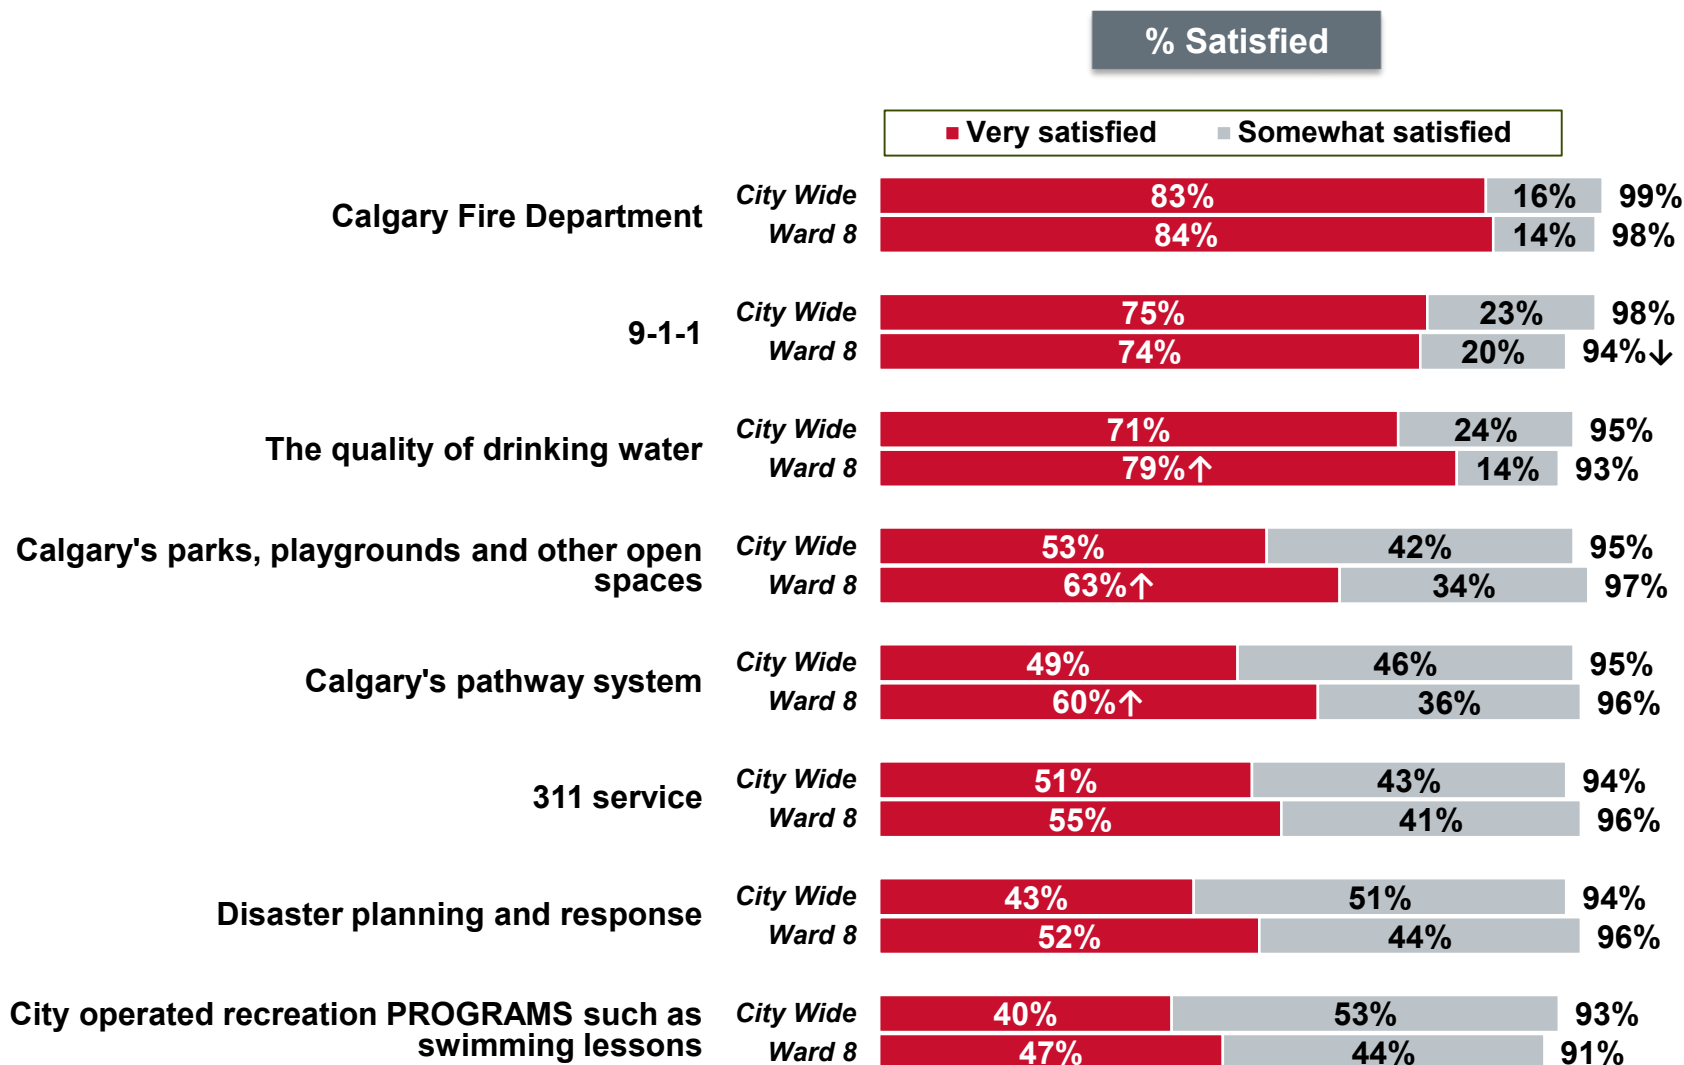 % Satisfied
Very satisfied Somewhat satisfied
Calgary Fire Department
City Wide 83% 16% 99%
Ward 8 84% 14% 98%
9-1-1
City Wide 75% 23% 98%
Ward 8 74% 20% 94%↓
The quality of drinking water
City Wide 71% 24% 95%
Ward 8 79%↑ 14% 93%
Calgary's parks, playgrounds and other open
spaces
City Wide 53% 42% 95%
Ward 8 63%↑ 34% 97%
Calgary's pathway system
City Wide 49% 46% 95%
Ward 8 60%↑ 36% 96%
311 service
City Wide 51% 43% 94%
Ward 8 55% 41% 96%
Disaster planning and response
City Wide 43% 51% 94%
Ward 8 52% 44% 96%
City operated recreation PROGRAMS such as
swimming lessons
City Wide 40% 53% 93%
Ward 8 47% 44% 91%